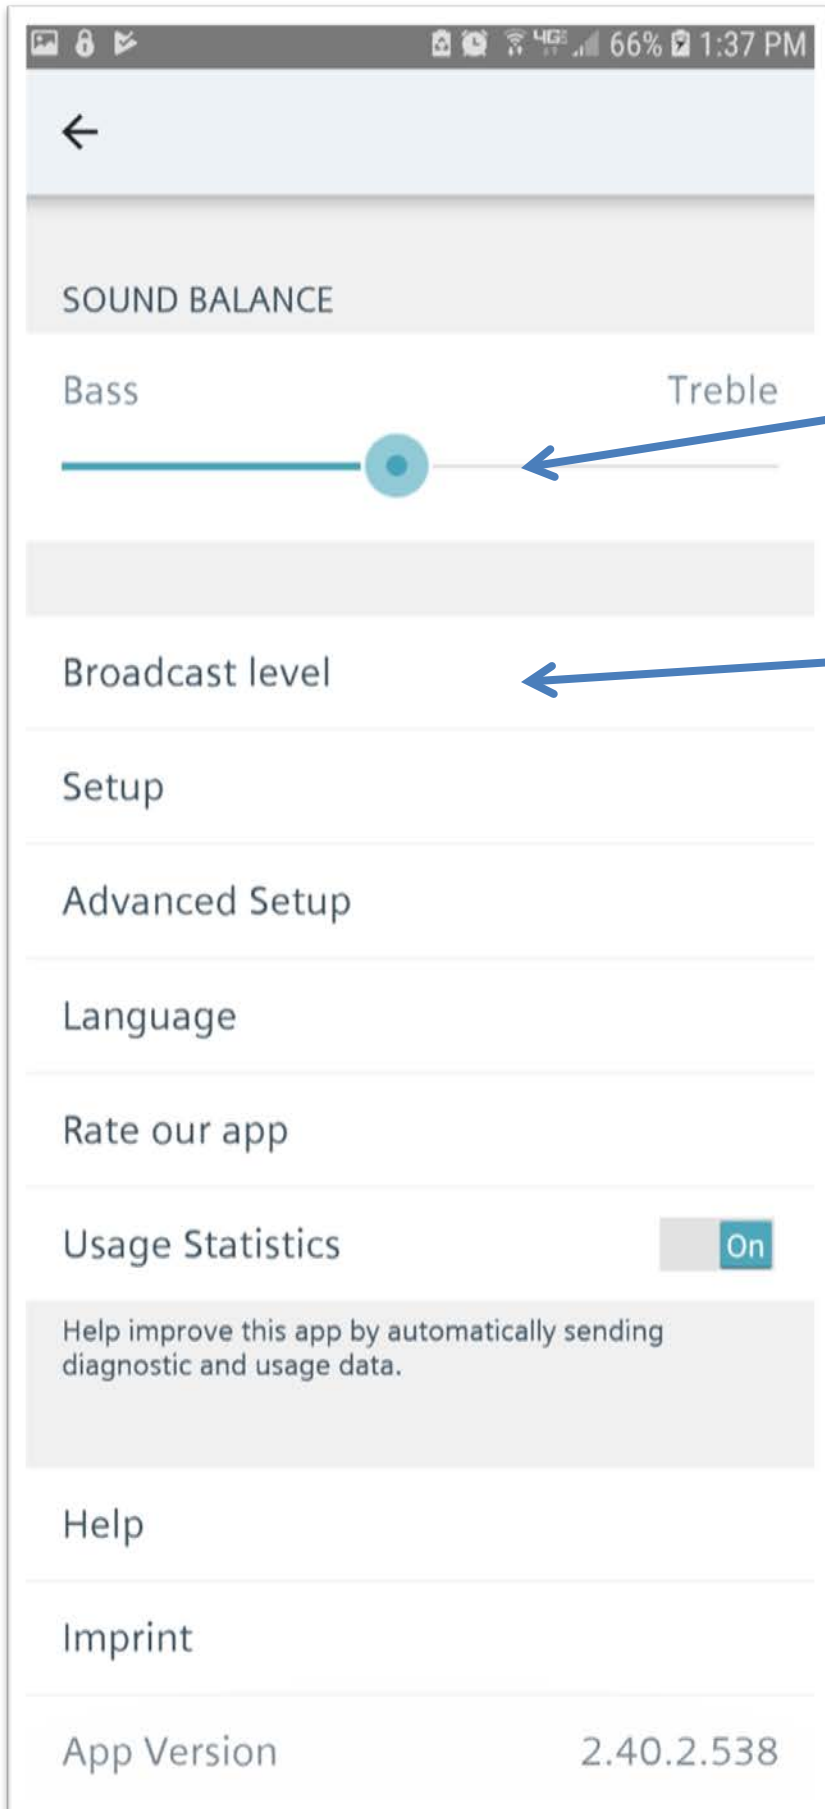 4G 66% 1:37 PM
SOUND BALANCE
Bass Treble
Broadcast level
Setup
Advanced Setup
Language
Rate our app
Usage Statistics On
Help improve this app by automatically sending
diagnostic and usage data.
Help
Imprint
App Version 2.40.2.538